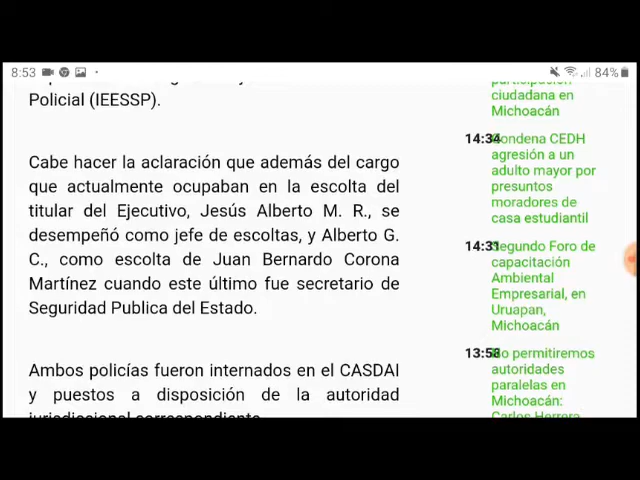 8:53
84%
Policial (IEESSP).
Cabe hacer la aclaración que además del cargo
que actualmente ocupaban en la escolta del
titular del Ejecutivo, Jesús Alberto M. R., se
desempeñó como jefe de escoltas, y Alberto G.
C., como escolta de Juan Bernardo Corona
Martínez cuando este último fue secretario de
Seguridad Publica del Estado.
Ambos policías fueron internados en el CASDAI
y puestos a disposición de la autoridad
jurisdiccional correspondiente.
participación
ciudadana en
Michoacán
14:34
Condena CEDH
agresión a un
adulto mayor por
presuntos
moradores de
casa estudiantil
14:31
Segundo Foro de
capacitación
Ambiental
Empresarial, en
Uruapan,
Michoacán
13:58
No permitiremos
autoridades
paralelas en
Michoacán:
Carlos Herrera